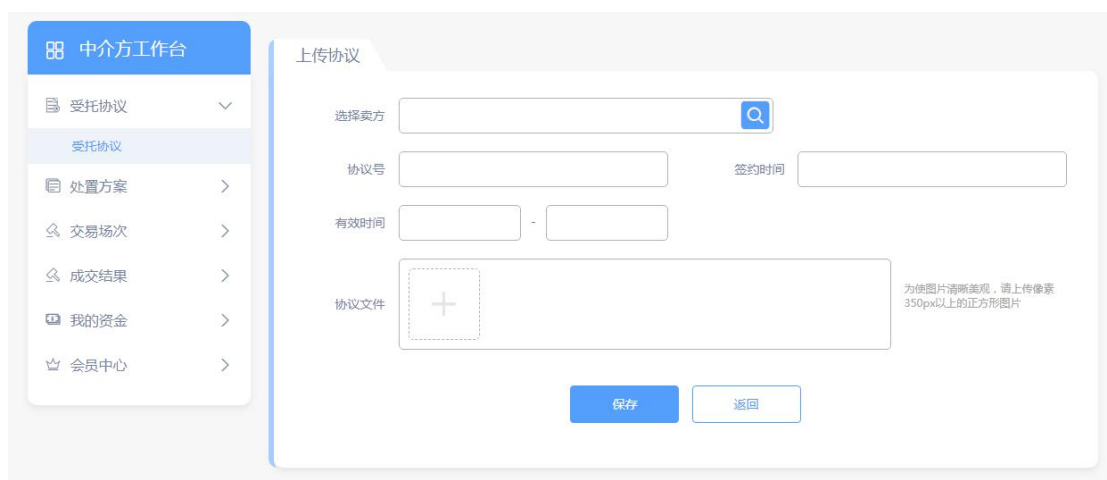 中介方工作台
受托协议
受托协议
处置方案
交易场次
成交结果
我的资金
会员中心
上传协议
选择卖方
协议号
签约时间
有效时间 -
协议文件
为使图片清晰美观，请上传像素
350px以上的正方形图片
保存
返回